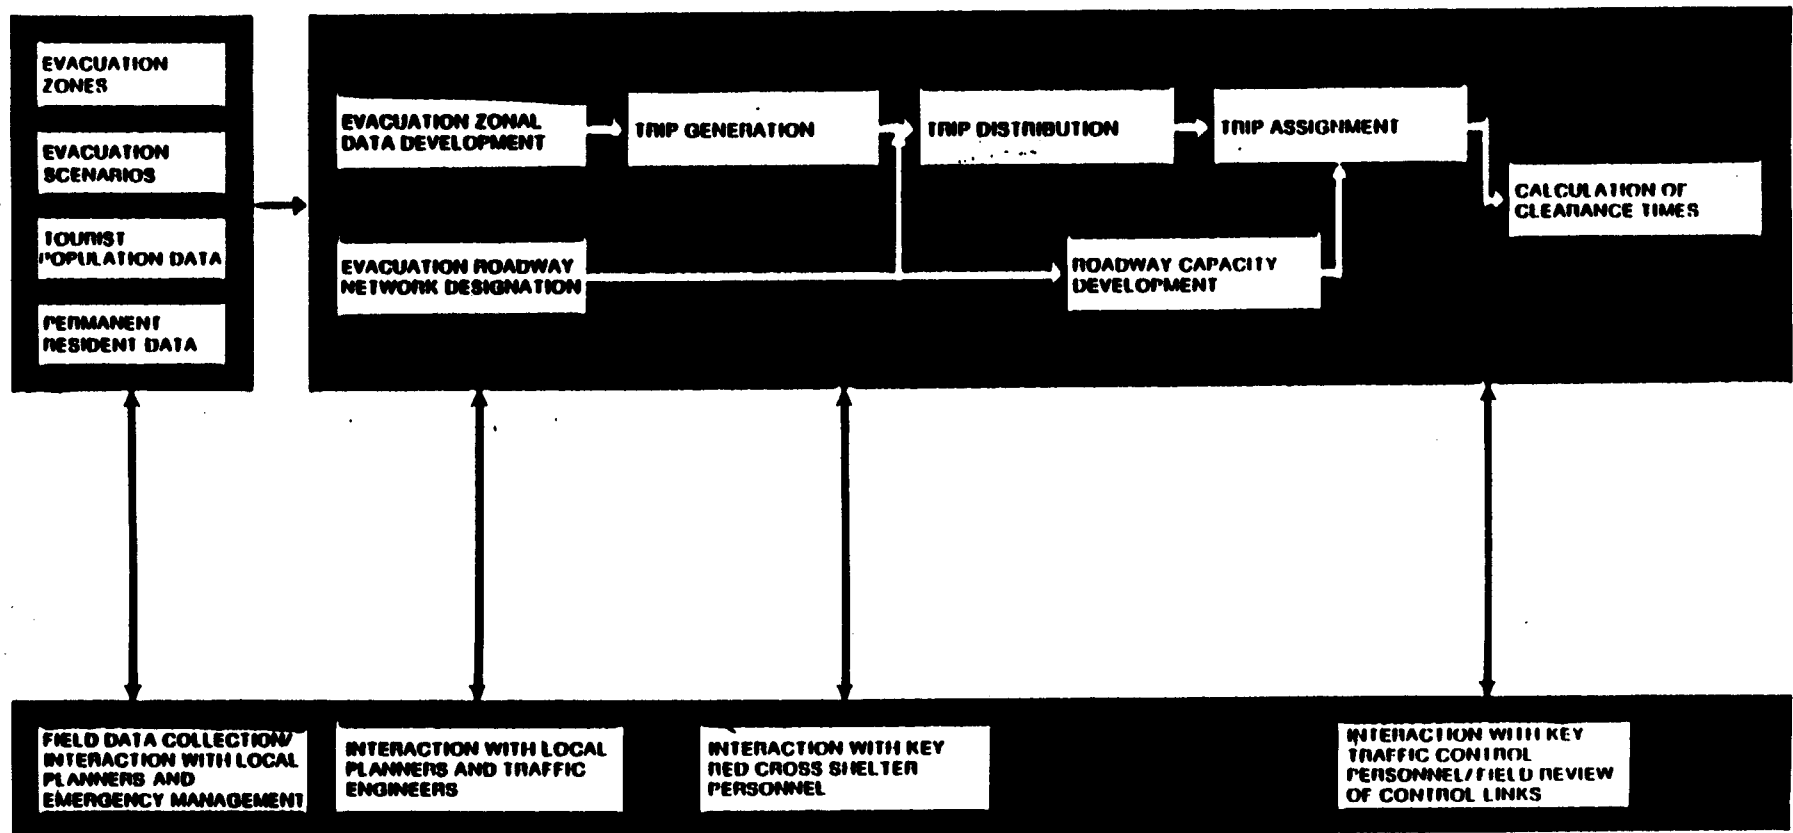 EVACUATION
ZONES
EVACUATION
SCENARIOS
TOURIST
POPULATION DATA
PERMANENT
RESIDENT DATA
EVACUATION ZONAL
DATA DEVELOPMENT
TRIP GENERATION
TRIP DISTRIBUTION
TRIP ASSIGNMENT
CALCULATION OF
CLEARANCE TIMES
EVACUATION ROADWAY
NETWORK DESIGNATION
ROADWAY CAPACITY
DEVELOPMENT
FIELD DATA COLLECTION/
INTERACTION WITH LOCAL
PLANNERS AND
EMERGENCY MANAGEMENT
INTERACTION WITH LOCAL
PLANNERS AND TRAFFIC
ENGINEERS
INTERACTION WITH KEY
RED CROSS SHELTER
PERSONNEL
INTERACTION WITH KEY
TRAFFIC CONTROL
PERSONNEL/FIELD REVIEW
OF CONTROL LINKS